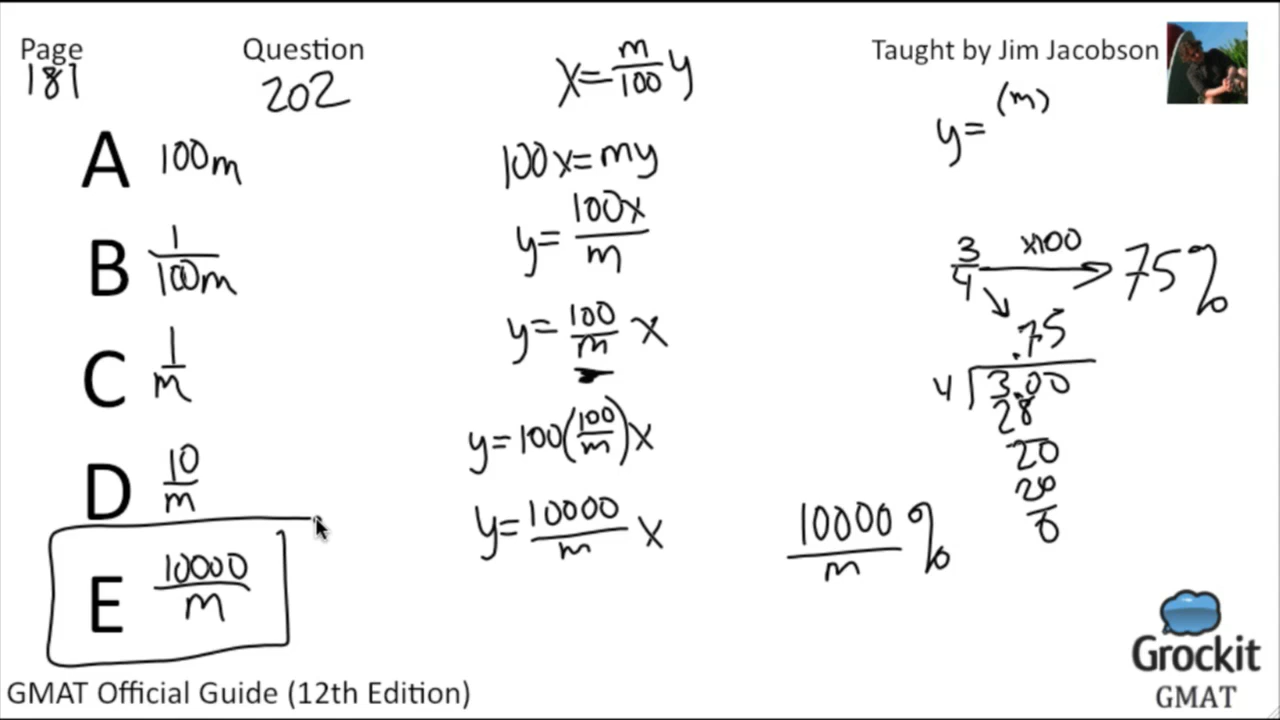 Page
181
Question
202
Taught by Jim Jacobson
A 100m
B 1/100m
C 1/m
D 10/m
E 10000/m
x = m/100 y
100x = my
y = 100x/m
y = 100/m x
y = 100(100/m)x
y = 10000/m x
(m)
y =
3/4 x100 → 75%
.75
4 3.00
28
20
20
0
10000/m %
Grockit
GMAT
GMAT Official Guide (12th Edition)